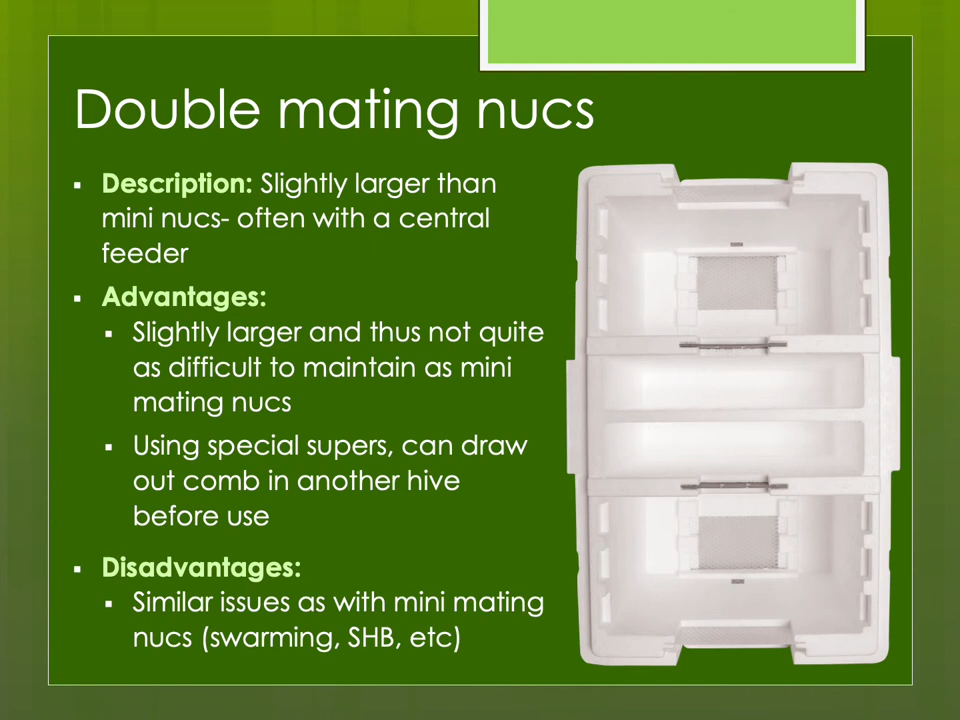 Double mating nucs
▪ Description: Slightly larger than
mini nucs- often with a central
feeder
▪ Advantages:
▪ Slightly larger and thus not quite
as difficult to maintain as mini
mating nucs
▪ Using special supers, can draw
out comb in another hive
before use
▪ Disadvantages:
▪ Similar issues as with mini mating
nucs (swarming, SHB, etc)